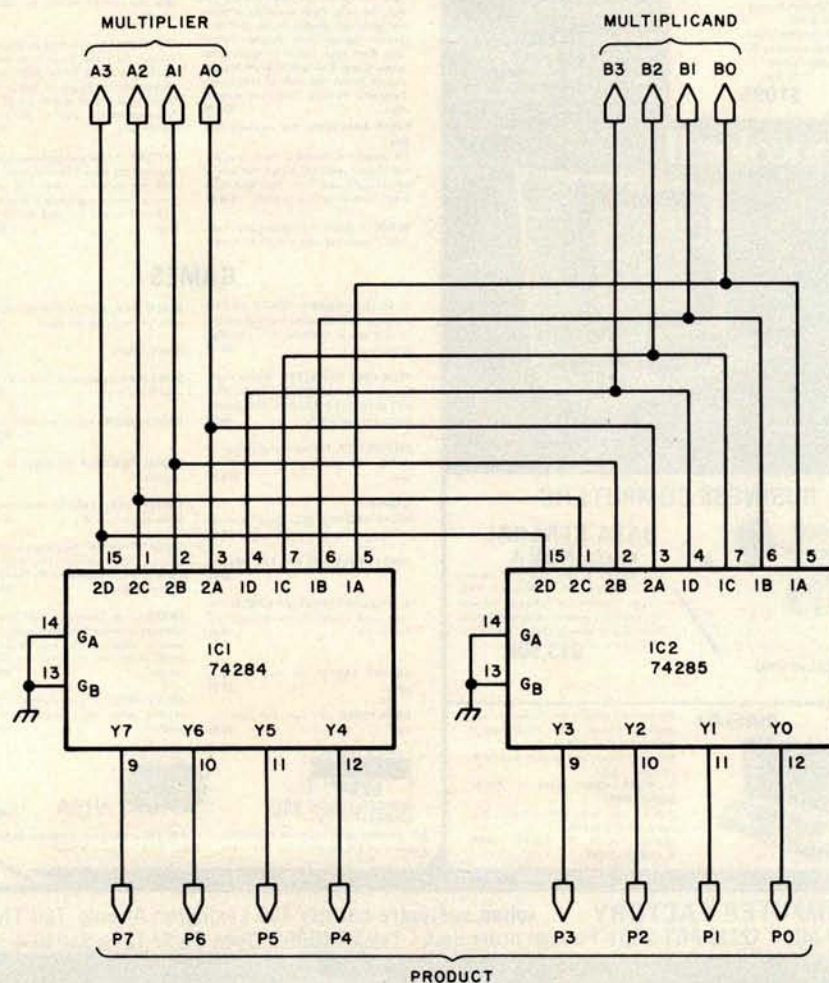 MULTIPLIER
MULTIPLICAND
A3 A2 A1 A0
B3 B2 B1 B0
15 1 2 3 4 7 6 5
2D 2C 2B 2A 1D 1C 1B 1A
14 GA
13 GB
IC1
74284
Y7 Y6 Y5 Y4
9 10 11 12
15 1 2 3 4 7 6 5
2D 2C 2B 2A 1D 1C 1B 1A
14 GA
13 GB
IC2
74285
Y3 Y2 Y1 Y0
9 10 11 12
P7 P6 P5 P4
P3 P2 P1 P0
PRODUCT
GAMES